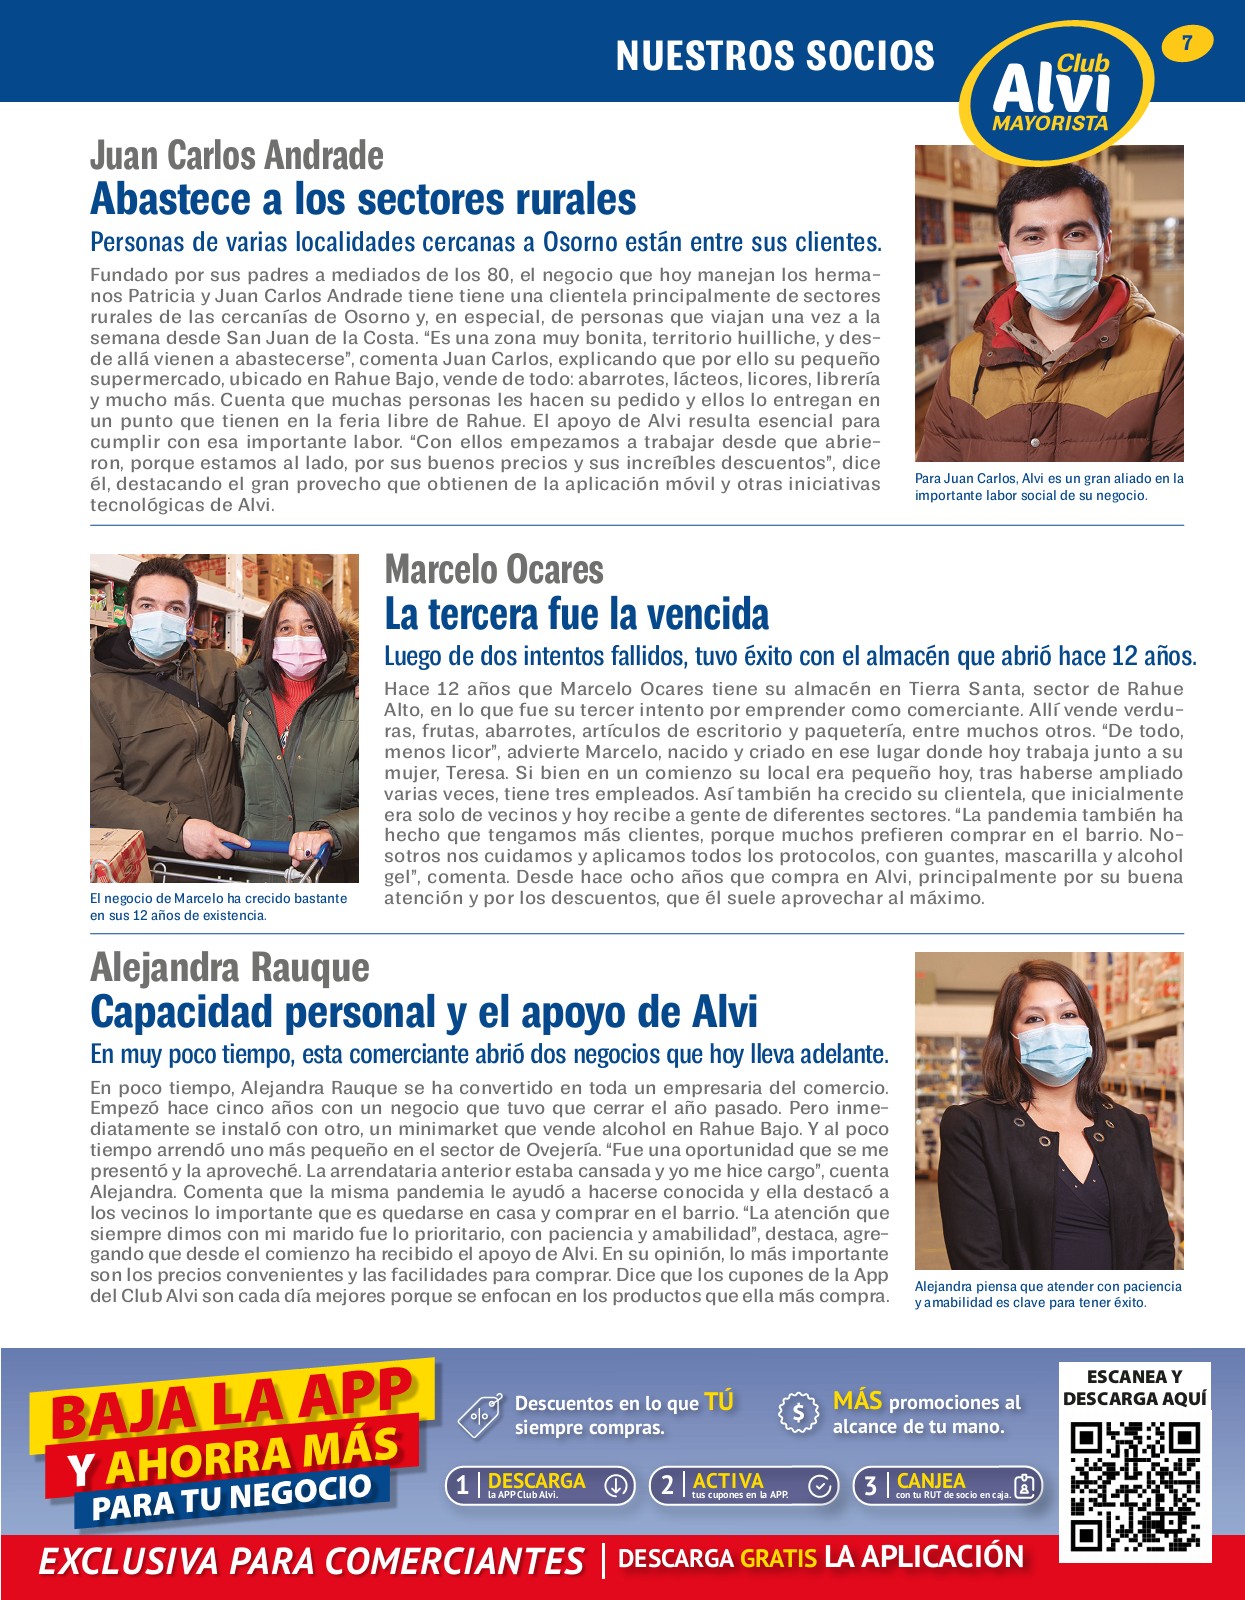 NUESTROS SOCIOS
Club
Alvi
MAYORISTA
7
Juan Carlos Andrade
Abastece a los sectores rurales
Personas de varias localidades cercanas a Osorno están entre sus clientes.
Fundado por sus padres a mediados de los 80, el negocio que hoy manejan los herma-
nos Patricia y Juan Carlos Andrade tiene tiene una clientela principalmente de sectores
rurales de las cercanías de Osorno y, en especial, de personas que viajan una vez a la
semana desde San Juan de la Costa. “Es una zona muy bonita, territorio huilliche, y des-
de allá vienen a abastecerse”, comenta Juan Carlos, explicando que por ello su pequeño
supermercado, ubicado en Rahue Bajo, vende de todo: abarrotes, lácteos, licores, librería
y mucho más. Cuenta que muchas personas les hacen su pedido y ellos lo entregan en
un punto que tienen en la feria libre de Rahue. El apoyo de Alvi resulta esencial para
cumplir con esa importante labor. “Con ellos empezamos a trabajar desde que abrie-
ron, porque estamos al lado, por sus buenos precios y sus increíbles descuentos”, dice
él, destacando el gran provecho que obtienen de la aplicación móvil y otras iniciativas
tecnológicas de Alvi.
Para Juan Carlos, Alvi es un gran aliado en la
importante labor social de su negocio.
Marcelo Ocares
La tercera fue la vencida
Luego de dos intentos fallidos, tuvo éxito con el almacén que abrió hace 12 años.
Hace 12 años que Marcelo Ocares tiene su almacén en Tierra Santa, sector de Rahue
Alto, en lo que fue su tercer intento por emprender como comerciante. Allí vende verdu-
ras, frutas, abarrotes, artículos de escritorio y paquetería, entre muchos otros. “De todo,
menos licor”, advierte Marcelo, nacido y criado en ese lugar donde hoy trabaja junto a su
mujer, Teresa. Si bien en un comienzo su local era pequeño hoy, tras haberse ampliado
varias veces, tiene tres empleados. Así también ha crecido su clientela, que inicialmente
era solo de vecinos y hoy recibe a gente de diferentes sectores. “La pandemia también ha
hecho que tengamos más clientes, porque muchos prefieren comprar en el barrio. No-
sotros nos cuidamos y aplicamos todos los protocolos, con guantes, mascarilla y alcohol
gel”, comenta. Desde hace ocho años que compra en Alvi, principalmente por su buena
atención y por los descuentos, que él suele aprovechar al máximo.
El negocio de Marcelo ha crecido bastante
en sus 12 años de existencia.
Alejandra Rauque
Capacidad personal y el apoyo de Alvi
En muy poco tiempo, esta comerciante abrió dos negocios que hoy lleva adelante.
En poco tiempo, Alejandra Rauque se ha convertido en toda un empresaria del comercio.
Empezó hace cinco años con un negocio que tuvo que cerrar el año pasado. Pero inme-
diatamente se instaló con otro, un minimarket que vende alcohol en Rahue Bajo. Y al poco
tiempo arrendó uno más pequeño en el sector de Ovejería. “Fue una oportunidad que se me
presentó y la aproveché. La arrendataria anterior estaba cansada y yo me hice cargo”, cuenta
Alejandra. Comenta que la misma pandemia le ayudó a hacerse conocida y ella destacó a
los vecinos lo importante que es quedarse en casa y comprar en el barrio. “La atención que
siempre dimos con mi marido fue lo prioritario, con paciencia y amabilidad”, destaca, agre-
gando que desde el comienzo ha recibido el apoyo de Alvi. En su opinión, lo más importante
son los precios convenientes y las facilidades para comprar. Dice que los cupones de la App
del Club Alvi son cada día mejores porque se enfocan en los productos que ella más compra.
Alejandra piensa que atender con paciencia
y amabilidad es clave para tener éxito.
BAJA LA APP
Y AHORRA MÁS
PARA TU NEGOCIO
Descuentos en lo que TÚ
siempre compras.
MÁS promociones al
alcance de tu mano.
1 DESCARGA
la APP Club Alvi.
2 ACTIVA
tus cupones en la APP.
3 CANJEA
con tu RUT de socio en caja.
ESCANEA Y
DESCARGA AQUÍ
EXCLUSIVA PARA COMERCIANTES | DESCARGA GRATIS LA APLICACIÓN